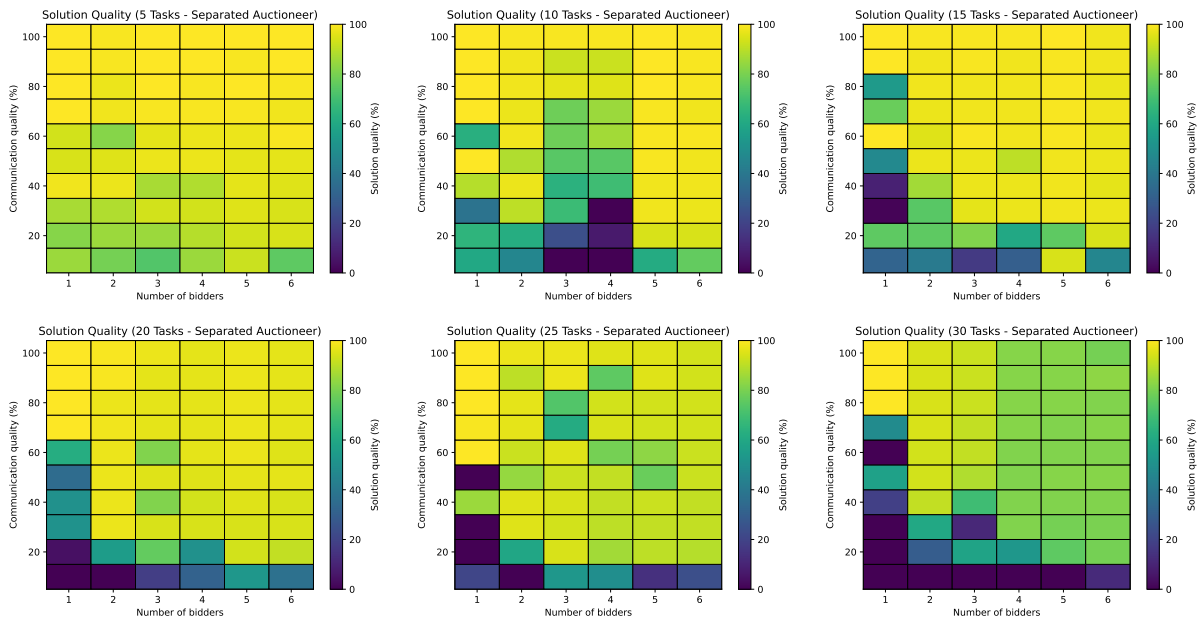 Solution Quality (5 Tasks - Separated Auctioneer)
Communication quality (%)
100
80
60
40
20
1 2 3 4 5 6
Number of bidders
100
80
60
40
20
0
Solution quality (%)
Solution Quality (10 Tasks - Separated Auctioneer)
Communication quality (%)
100
80
60
40
20
1 2 3 4 5 6
Number of bidders
100
80
60
40
20
0
Solution quality (%)
Solution Quality (15 Tasks - Separated Auctioneer)
Communication quality (%)
100
80
60
40
20
1 2 3 4 5 6
Number of bidders
100
80
60
40
20
0
Solution quality (%)
Solution Quality (20 Tasks - Separated Auctioneer)
Communication quality (%)
100
80
60
40
20
1 2 3 4 5 6
Number of bidders
100
80
60
40
20
0
Solution quality (%)
Solution Quality (25 Tasks - Separated Auctioneer)
Communication quality (%)
100
80
60
40
20
1 2 3 4 5 6
Number of bidders
100
80
60
40
20
0
Solution quality (%)
Solution Quality (30 Tasks - Separated Auctioneer)
Communication quality (%)
100
80
60
40
20
1 2 3 4 5 6
Number of bidders
100
80
60
40
20
0
Solution quality (%)